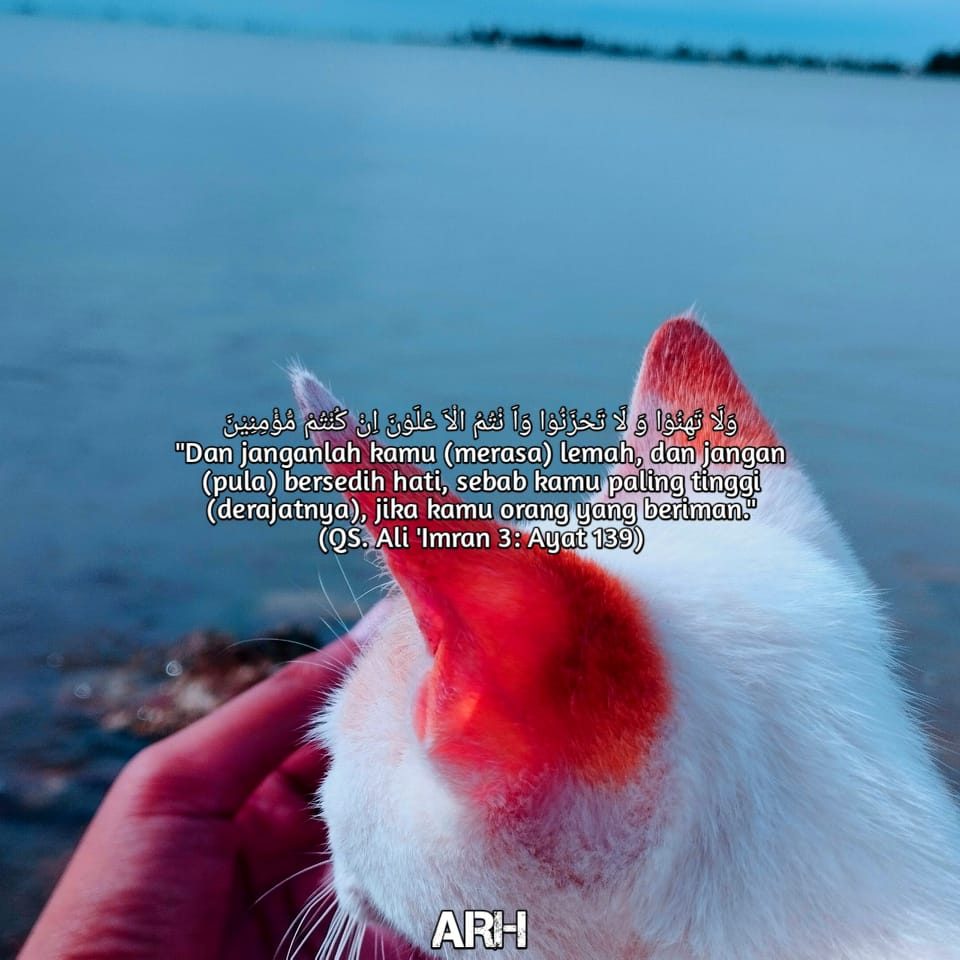 وَلَا تَهِنُوْا وَ لَا تَحْزَنُوْا وَاَ نْتُمُ الْاَ عْلَوْنَ اِنْ كُنْتُمْ مُّؤْمِنِيْنَ
"Dan janganlah kamu (merasa) lemah, dan jangan
(pula) bersedih hati, sebab kamu paling tinggi
(derajatnya), jika kamu orang yang beriman."
(QS. Ali 'Imran 3: Ayat 139)
ARH